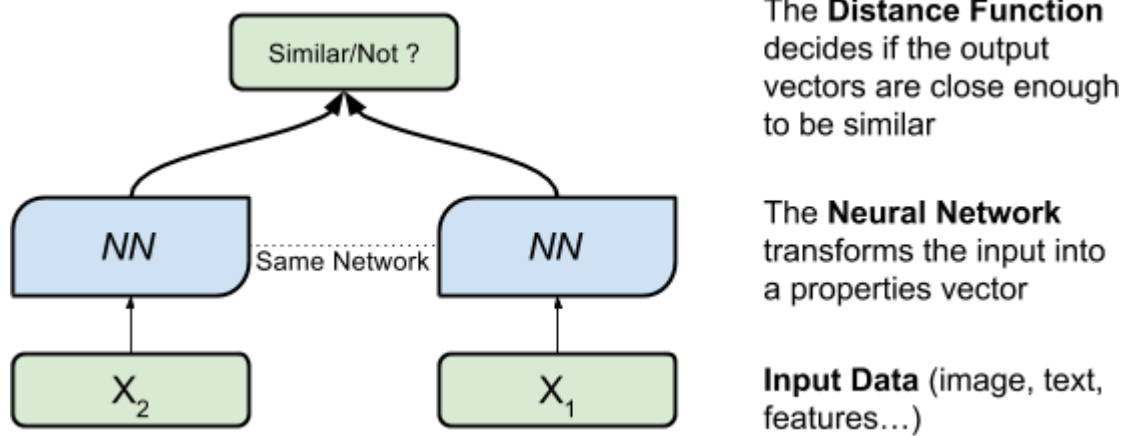 Similar/Not ?
The Distance Function
decides if the output
vectors are close enough
to be similar
NN
Same Network
NN
The Neural Network
transforms the input into
a properties vector
X₂
X₁
Input Data (image, text,
features…)